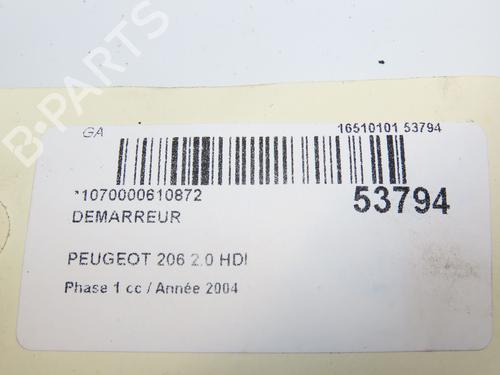 B-PARTS
GA
16510101 53794
*1070000610872
53794
DEMARREUR
PEUGEOT 206 2.0 HDI
Phase 1 cc / Année 2004